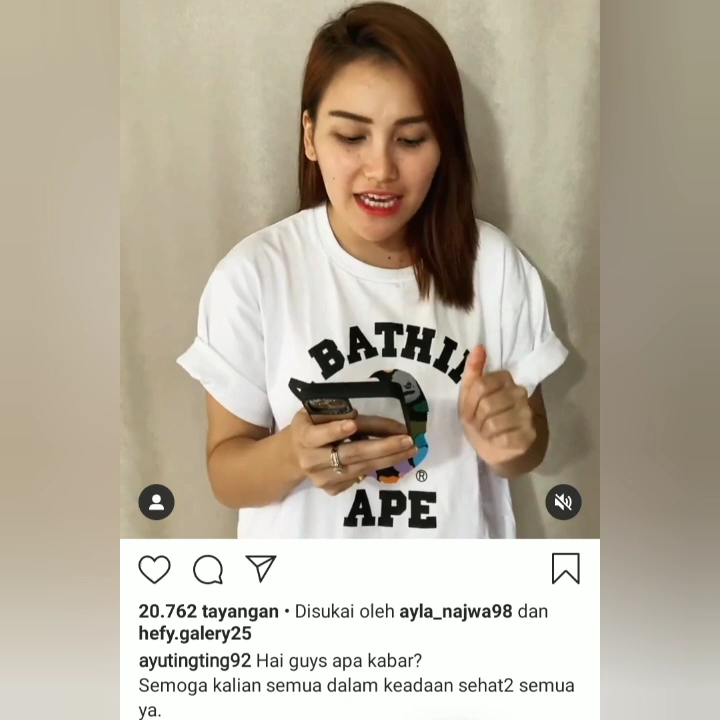 BATHI
®
APE
20.762 tayangan • Disukai oleh ayla_najwa98 dan
hefy.galery25
ayutingting92 Hai guys apa kabar?
Semoga kalian semua dalam keadaan sehat2 semua
ya.